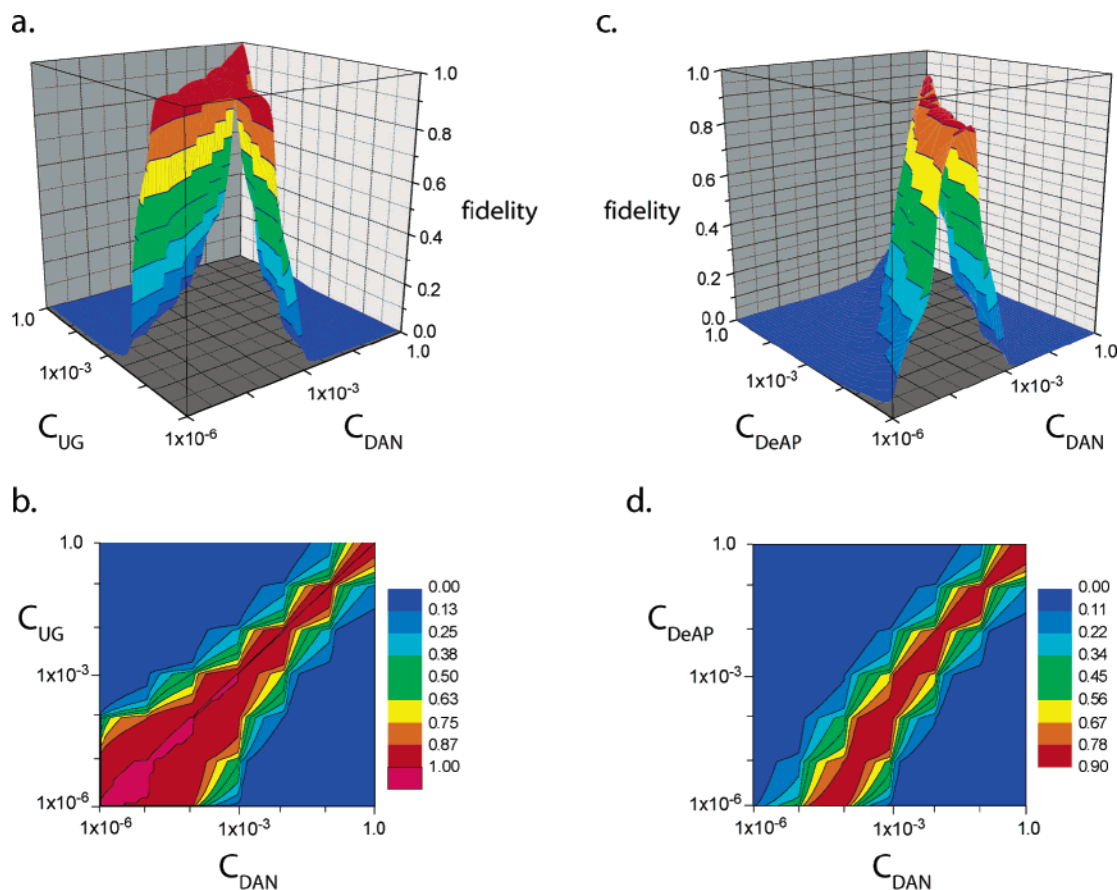 a.
1.0
0.8
0.6
fidelity
0.4
0.2
0.0
1.0
1.0
1x10-3
1x10-3
CUG
CDAN
1x10-6
c.
1.0
0.8
0.6
fidelity
0.4
0.2
0.0
1.0
1.0
1x10-3
1x10-3
CDeAP
CDAN
1x10-6
b.
1.0
CUG
1x10-3
1x10-6
1x10-6
1x10-3
1.0
CDAN
0.00
0.13
0.25
0.38
0.50
0.63
0.75
0.87
1.00
d.
1.0
CDeAP
1x10-3
1x10-6
1x10-6
1x10-3
1.0
CDAN
0.00
0.11
0.22
0.34
0.45
0.56
0.67
0.78
0.90